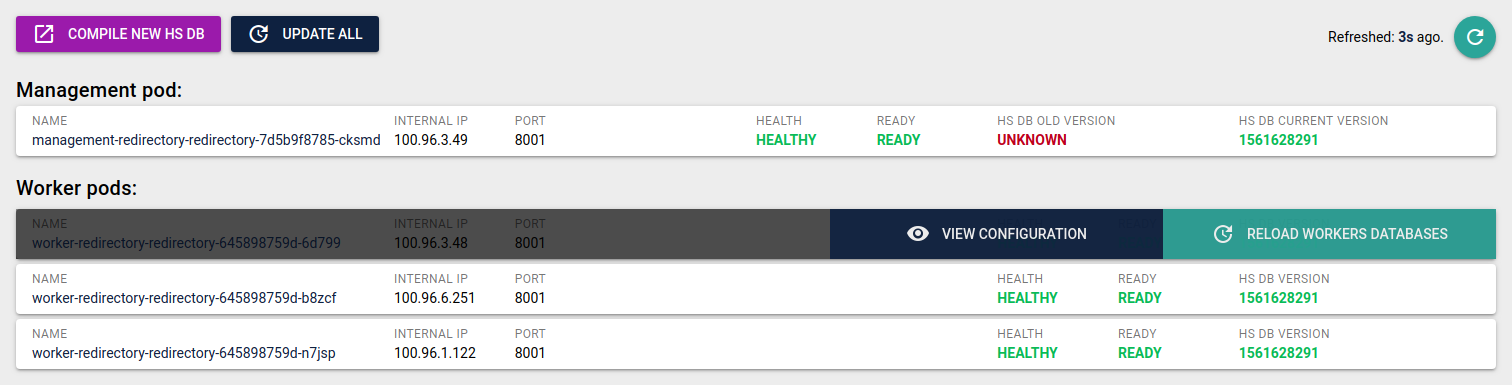 COMPILE NEW HS DB UPDATE ALL Refreshed: 3s ago.
Management pod:
NAME INTERNAL IP PORT HEALTH READY HS DB OLD VERSION HS DB CURRENT VERSION
management-redirectory-redirectory-7d5b9f8785-cksmd 100.96.3.49 8001 HEALTHY READY UNKNOWN 1561628291
Worker pods:
NAME INTERNAL IP PORT
VIEW CONFIGURATION RELOAD WORKERS DATABASES
worker-redirectory-redirectory-645898759d-6d799 100.96.3.48 8001
NAME INTERNAL IP PORT HEALTH READY HS DB VERSION
worker-redirectory-redirectory-645898759d-b8zcf 100.96.6.251 8001 HEALTHY READY 1561628291
NAME INTERNAL IP PORT HEALTH READY HS DB VERSION
worker-redirectory-redirectory-645898759d-n7jsp 100.96.1.122 8001 HEALTHY READY 1561628291